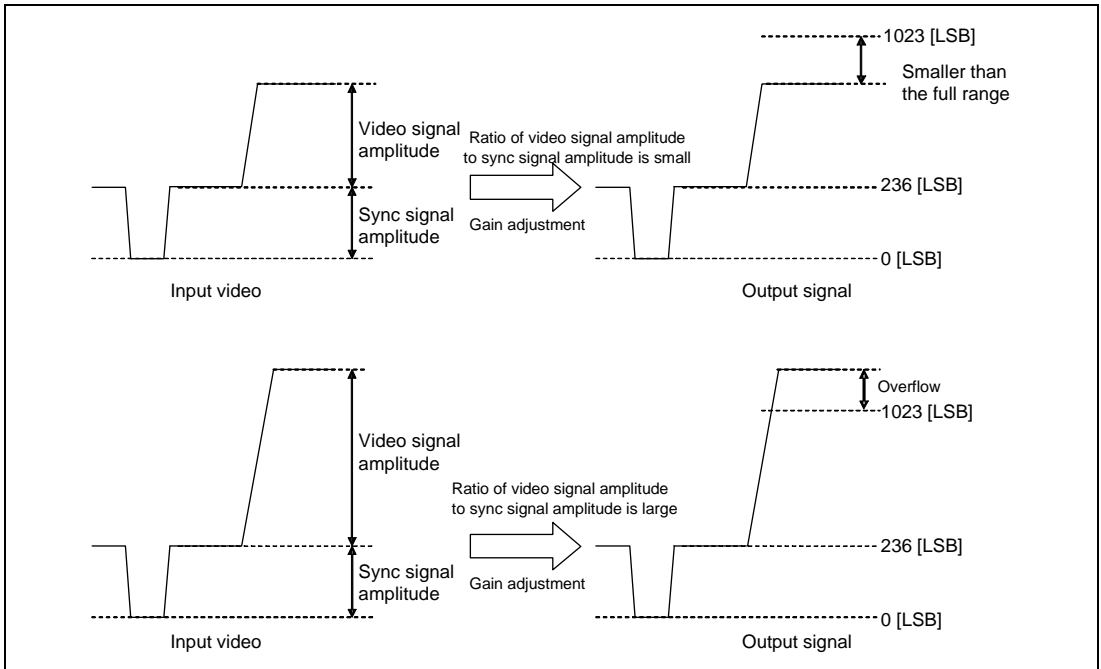 1023 [LSB]
Smaller than
the full range
Video signal
amplitude
Ratio of video signal amplitude
to sync signal amplitude is small
236 [LSB]
Sync signal
amplitude
Gain adjustment
0 [LSB]
Input video
Output signal
Overflow
1023 [LSB]
Video signal
amplitude
Ratio of video signal amplitude
to sync signal amplitude is large
236 [LSB]
Sync signal
amplitude
Gain adjustment
0 [LSB]
Input video
Output signal